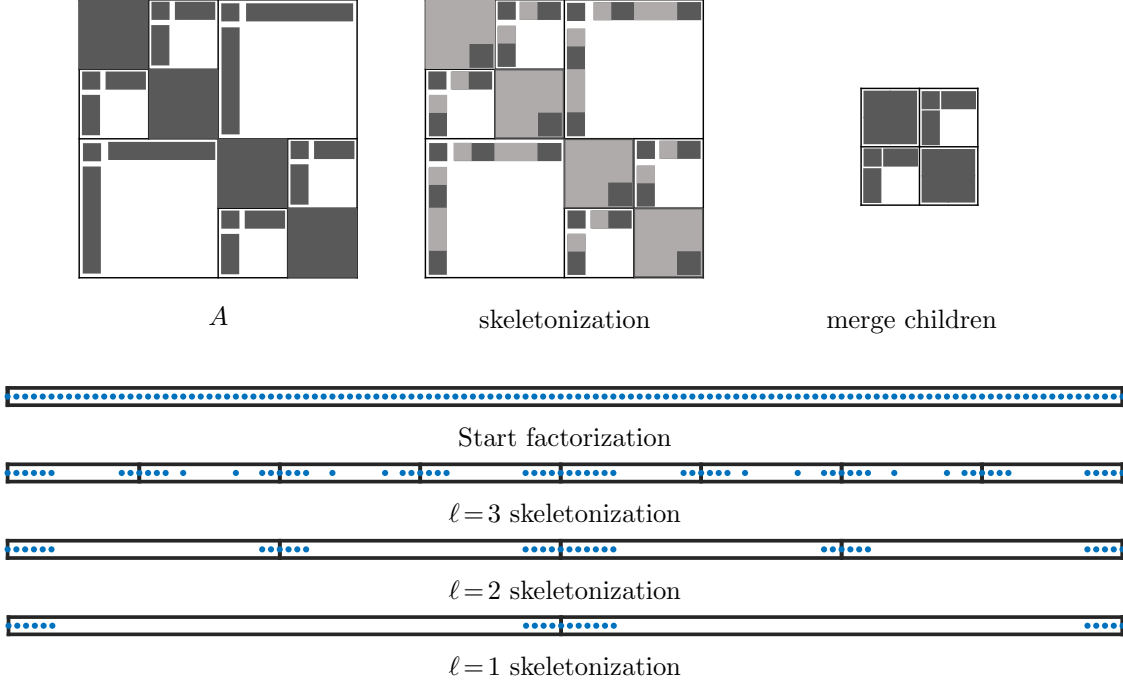 A
skeletonization
merge children
Start factorization
ℓ=3 skeletonization
ℓ=2 skeletonization
ℓ=1 skeletonization